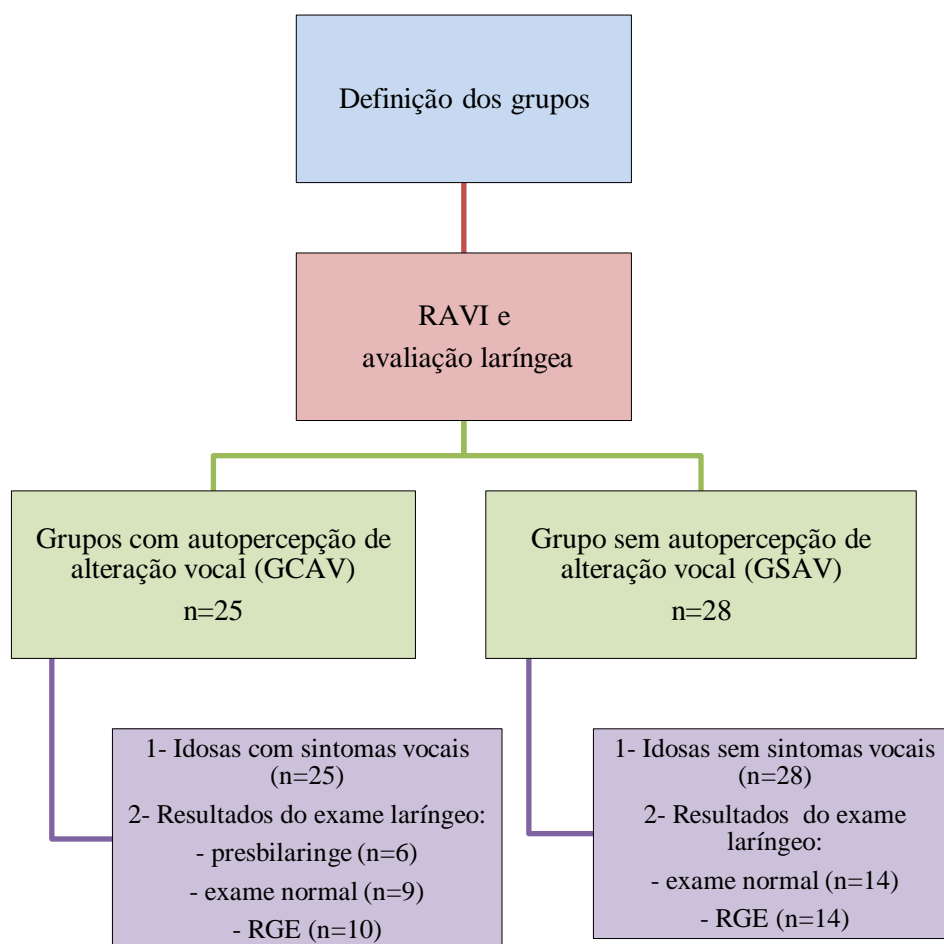 Definição dos grupos
RAVI e
avaliação laríngea
Grupos com autopercepção de
alteração vocal (GCAV)
n=25
Grupo sem autopercepção de
alteração vocal (GSAV)
n=28
1- Idosas com sintomas vocais
(n=25)
2- Resultados do exame laríngeo:
- presbilaringe (n=6)
- exame normal (n=9)
- RGE (n=10)
1- Idosas sem sintomas vocais
(n=28)
2- Resultados do exame
laríngeo:
- exame normal (n=14)
- RGE (n=14)